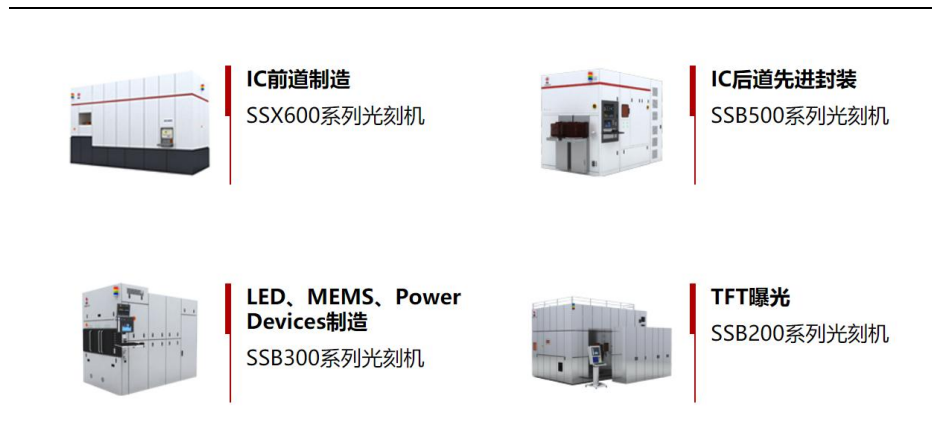 IC前道制造
SSX600系列光刻机
IC后道先进封装
SSB500系列光刻机
LED、MEMS、Power
Devices制造
SSB300系列光刻机
TFT曝光
SSB200系列光刻机